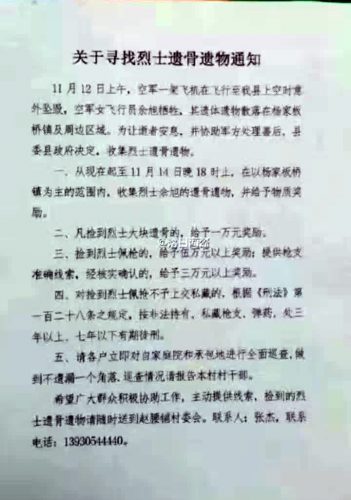 关于寻找烈士遗骨遗物通知
11月12日上午，空军一架飞机在飞行至我县上空时意
外坠毁，空军女飞行员余旭牺牲，其遗体遗物散落在杨家板
桥镇及周边区域。为让逝者安息，并协助军方处理善后，县
委县政府决定，收集烈士遗骨遗物。
一、从现在起至11月14日晚18时止，在以杨家板桥
镇为主的范围内，收集烈士余旭的遗骨遗物，并给予物质奖
励。
二、凡捡到烈士大块遗骨的，给予一万元奖励。
三、捡到烈士佩枪的，给予伍万元以上奖励；提供枪支
准确线索，经核实确认的，给予三万元以上奖励。
四、对捡到烈士佩枪不予上交私藏的，根据《刑法》第
一百二十八条之规定，按非法持有、私藏枪支、弹药，处三
年以上、七年以下有期徒刑。
五、请各户立即对自家庭院和承包地进行全面巡查，做
到不遗漏一个角落，巡查情况请报告本村村干部。
希望广大群众积极协助工作，主动提供线索，捡到的烈
士遗骨遗物请随时送到赵腰铺村委会。联系人：张杰，联系
电话：13930544440。